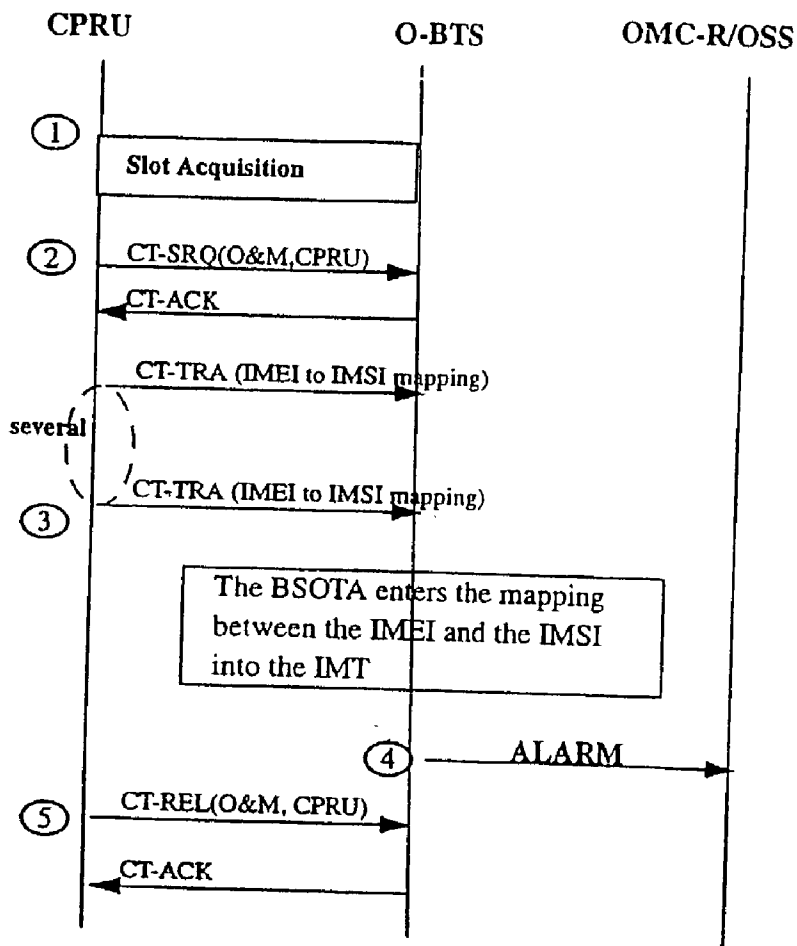 CPRU
O-BTS
OMC-R/OSS
1
Slot Acquisition
2
CT-SRQ(O&M,CPRU)
CT-ACK
CT-TRA (IMEI to IMSI mapping)
several
CT-TRA (IMEI to IMSI mapping)
3
The BSOTA enters the mapping
between the IMEI and the IMSI
into the IMT
4
ALARM
5
CT-REL(O&M, CPRU)
CT-ACK